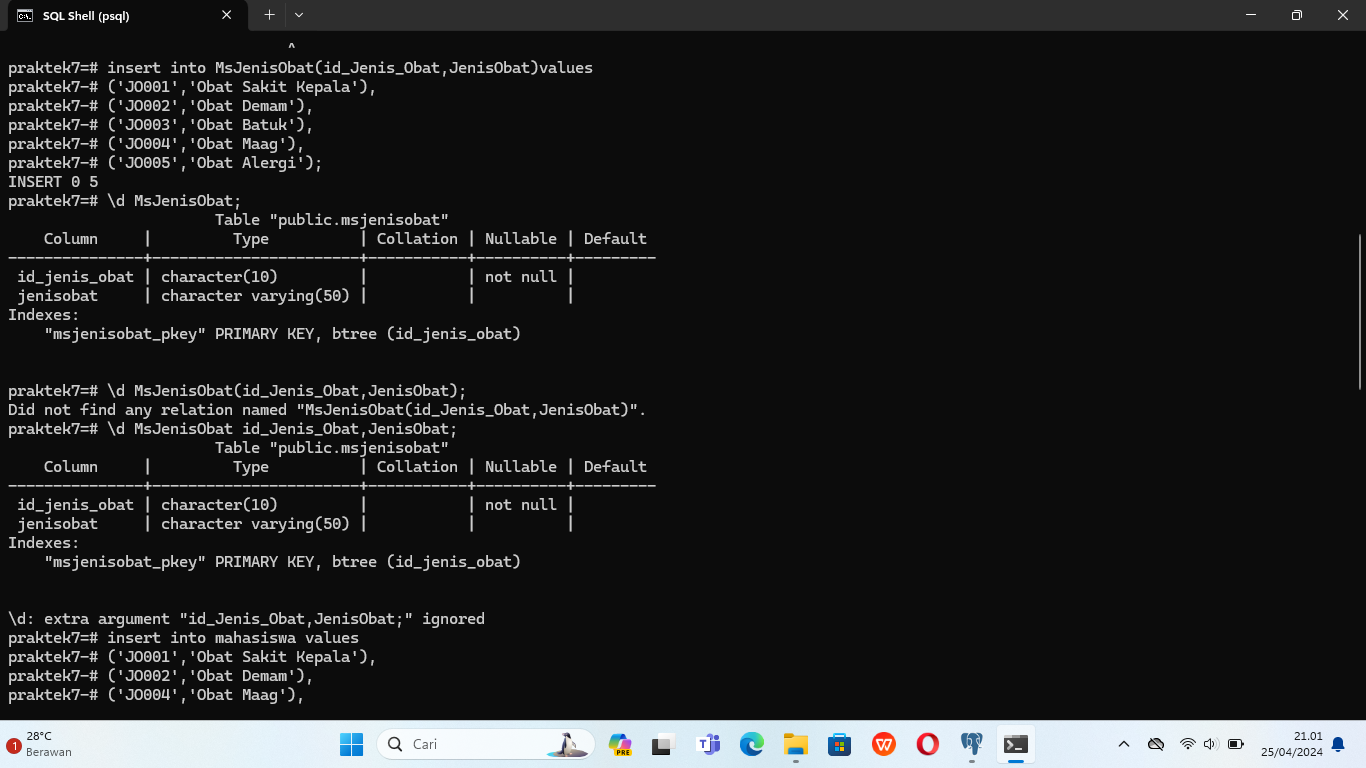 SQL Shell (psql)
^
praktek7=# insert into MsJenisObat(id_Jenis_Obat,JenisObat)values
praktek7-# ('JO001','Obat Sakit Kepala'),
praktek7-# ('JO002','Obat Demam'),
praktek7-# ('JO003','Obat Batuk'),
praktek7-# ('JO004','Obat Maag'),
praktek7-# ('JO005','Obat Alergi');
INSERT 0 5
praktek7=# \d MsJenisObat;
                       Table "public.msjenisobat"
    Column     |         Type          | Collation | Nullable | Default
---------------+-----------------------+-----------+----------+---------
 id_jenis_obat | character(10)         |           | not null |
 jenisobat     | character varying(50) |           |          |
Indexes:
    "msjenisobat_pkey" PRIMARY KEY, btree (id_jenis_obat)
praktek7=# \d MsJenisObat(id_Jenis_Obat,JenisObat);
Did not find any relation named "MsJenisObat(id_Jenis_Obat,JenisObat)".
praktek7=# \d MsJenisObat id_Jenis_Obat,JenisObat;
                       Table "public.msjenisobat"
    Column     |         Type          | Collation | Nullable | Default
---------------+-----------------------+-----------+----------+---------
 id_jenis_obat | character(10)         |           | not null |
 jenisobat     | character varying(50) |           |          |
Indexes:
    "msjenisobat_pkey" PRIMARY KEY, btree (id_jenis_obat)
\d: extra argument "id_Jenis_Obat,JenisObat;" ignored
praktek7=# insert into mahasiswa values
praktek7-# ('JO001','Obat Sakit Kepala'),
praktek7-# ('JO002','Obat Demam'),
praktek7-# ('JO004','Obat Maag'),
1
28°C
Berawan
Cari
PRE
21.01
25/04/2024